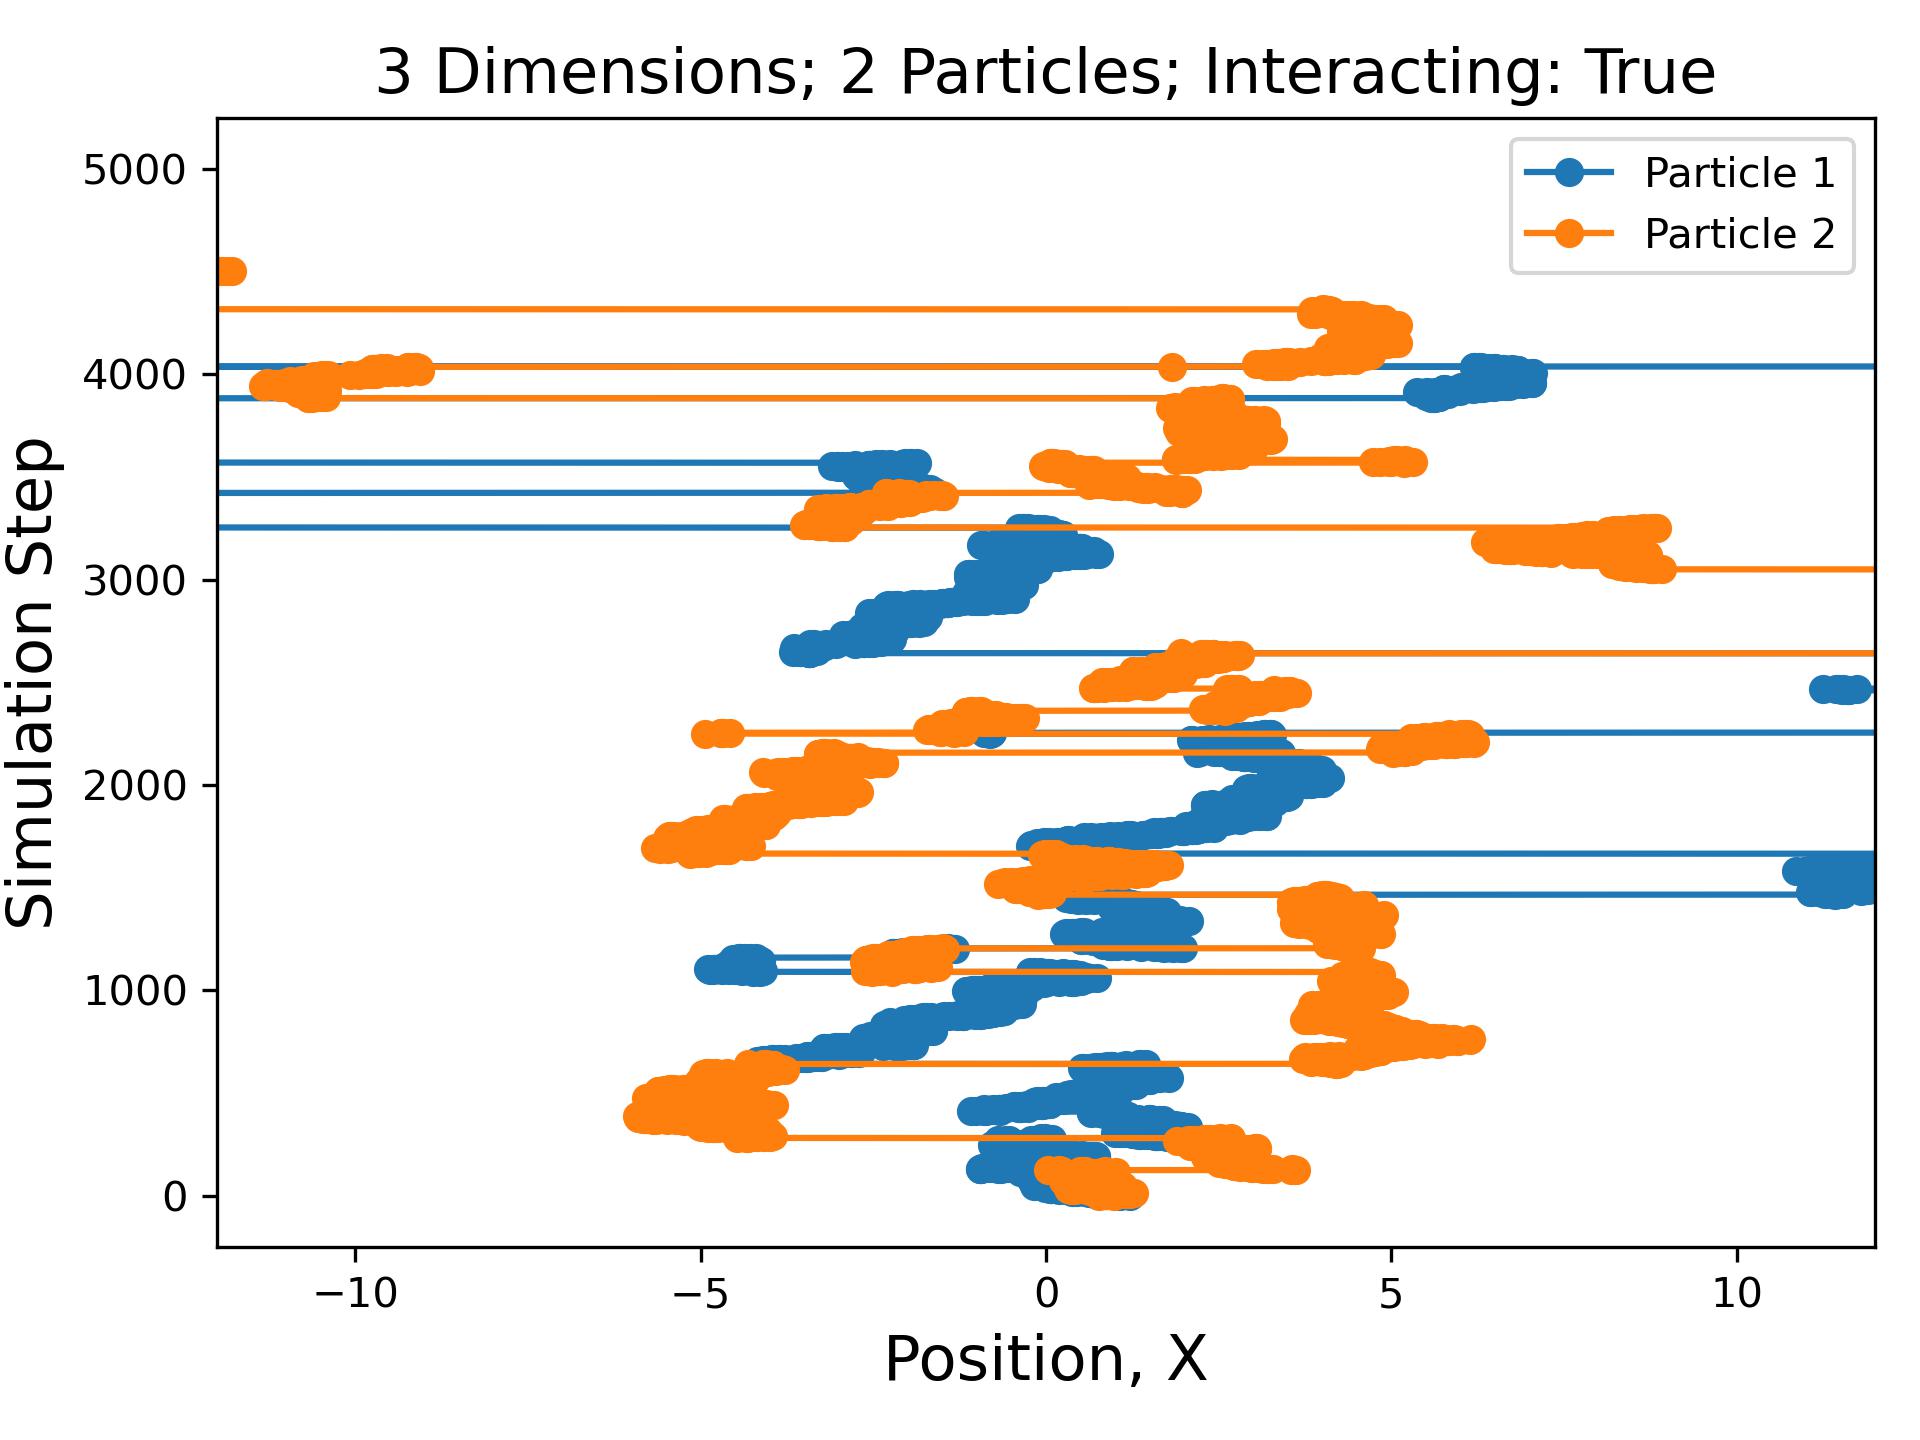 3 Dimensions; 2 Particles; Interacting: True
Particle 1
Particle 2
Simulation Step
5000
4000
3000
2000
1000
0
−10
−5
0
5
10
Position, X